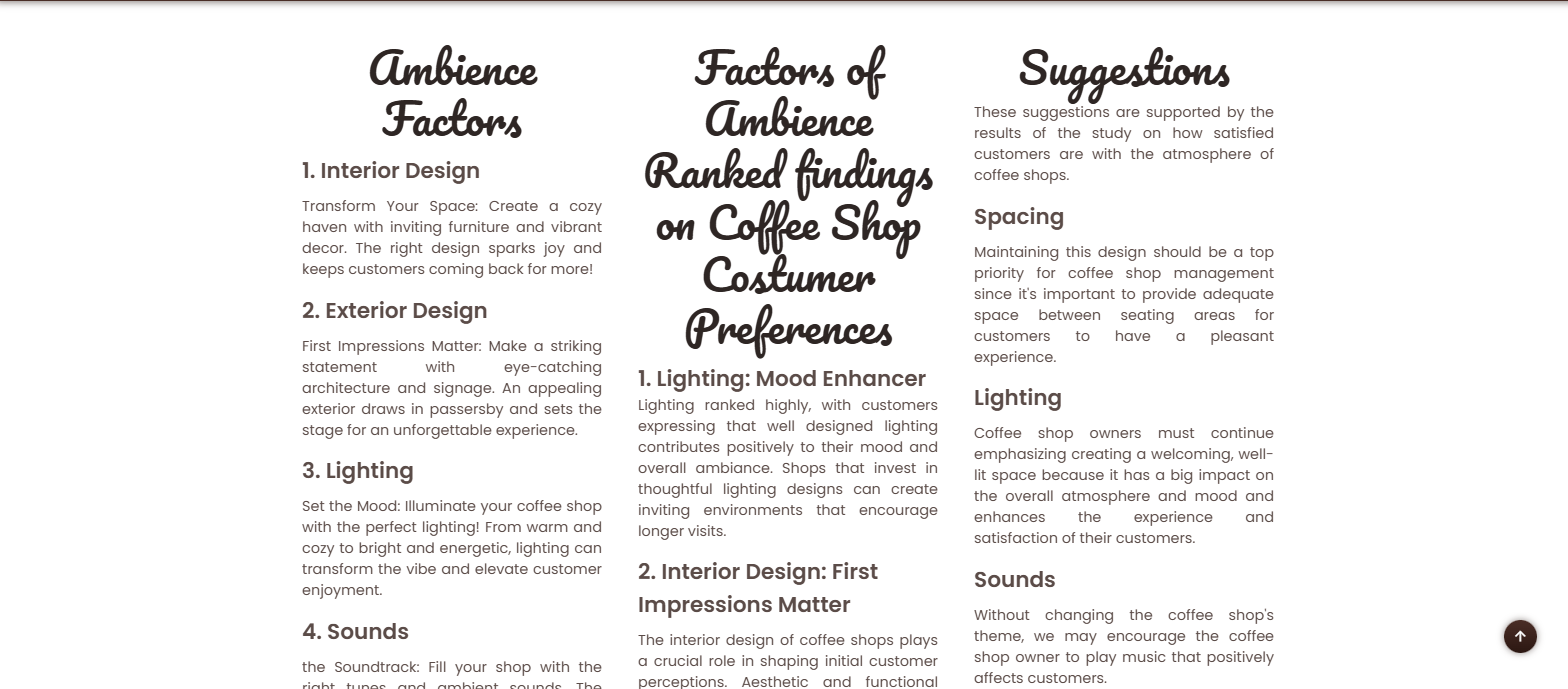 Ambience
Factors
1. Interior Design
Transform Your Space: Create a cozy
haven with inviting furniture and vibrant
decor. The right design sparks joy and
keeps customers coming back for more!
2. Exterior Design
First Impressions Matter: Make a striking
statement with eye-catching
architecture and signage. An appealing
exterior draws in passersby and sets the
stage for an unforgettable experience.
3. Lighting
Set the Mood: Illuminate your coffee shop
with the perfect lighting! From warm and
cozy to bright and energetic, lighting can
transform the vibe and elevate customer
enjoyment.
4. Sounds
the Soundtrack: Fill your shop with the
right tunes and ambient sounds. The
Factors of
Ambience
Ranked findings
on Coffee Shop
Costumer
Preferences
1. Lighting: Mood Enhancer
Lighting ranked highly, with customers
expressing that well designed lighting
contributes positively to their mood and
overall ambiance. Shops that invest in
thoughtful lighting designs can create
inviting environments that encourage
longer visits.
2. Interior Design: First
Impressions Matter
The interior design of coffee shops plays
a crucial role in shaping initial customer
perceptions. Aesthetic and functional
Suggestions
These suggestions are supported by the
results of the study on how satisfied
customers are with the atmosphere of
coffee shops.
Spacing
Maintaining this design should be a top
priority for coffee shop management
since it's important to provide adequate
space between seating areas for
customers to have a pleasant
experience.
Lighting
Coffee shop owners must continue
emphasizing creating a welcoming, well-
lit space because it has a big impact on
the overall atmosphere and mood and
enhances the experience and
satisfaction of their customers.
Sounds
Without changing the coffee shop's
theme, we may encourage the coffee
shop owner to play music that positively
affects customers.